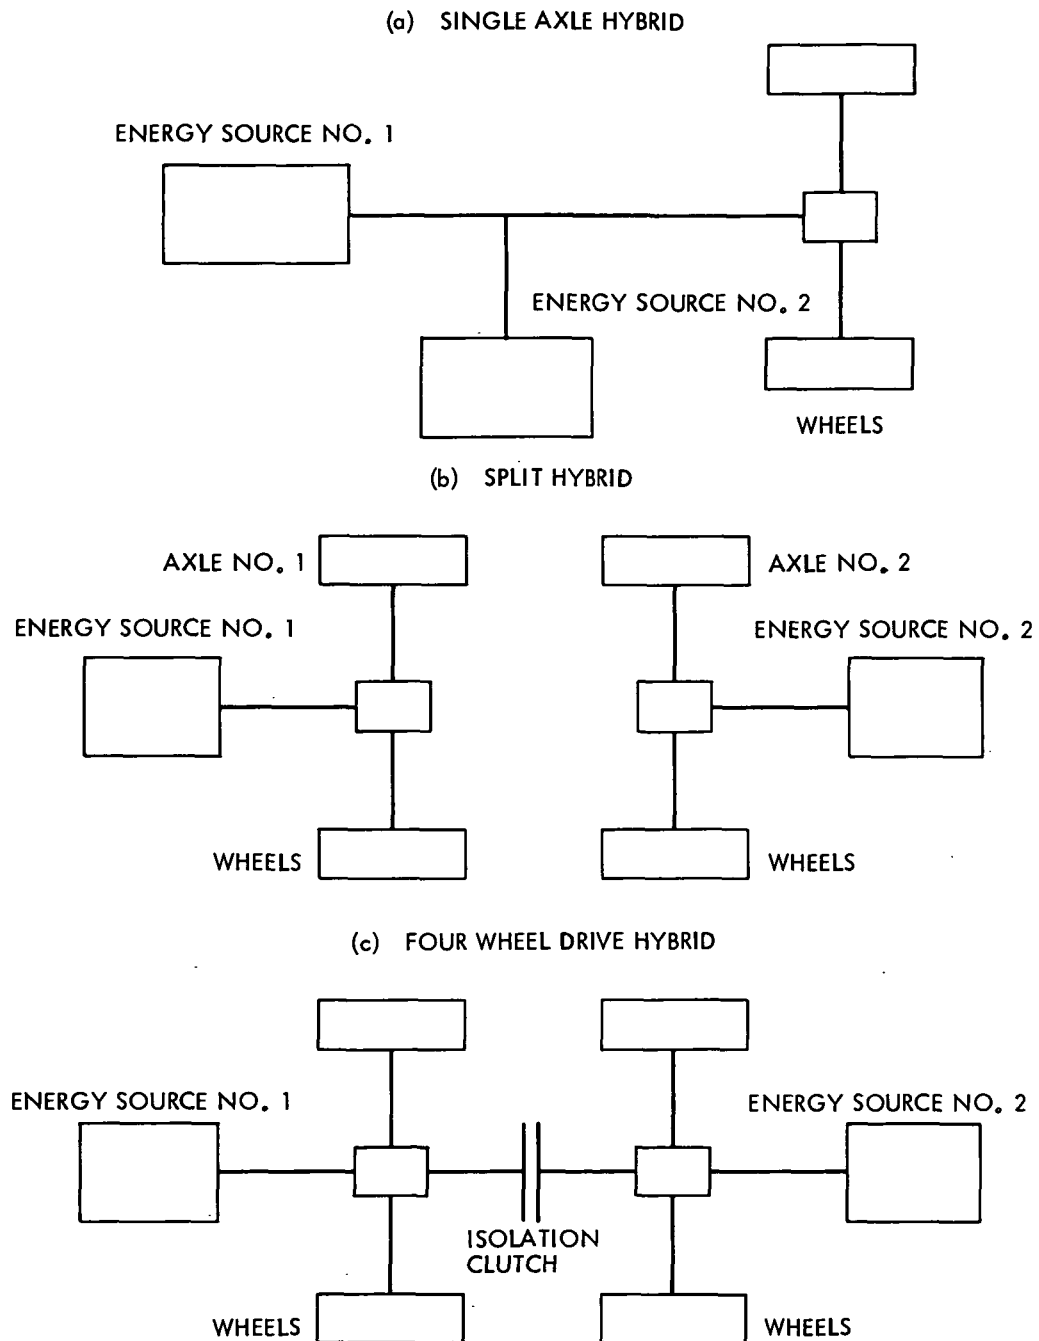 (a) SINGLE AXLE HYBRID
ENERGY SOURCE NO. 1
ENERGY SOURCE NO. 2
WHEELS
(b) SPLIT HYBRID
AXLE NO. 1
AXLE NO. 2
ENERGY SOURCE NO. 1
ENERGY SOURCE NO. 2
WHEELS
WHEELS
(c) FOUR WHEEL DRIVE HYBRID
ENERGY SOURCE NO. 1
ENERGY SOURCE NO. 2
ISOLATION
CLUTCH
WHEELS
WHEELS